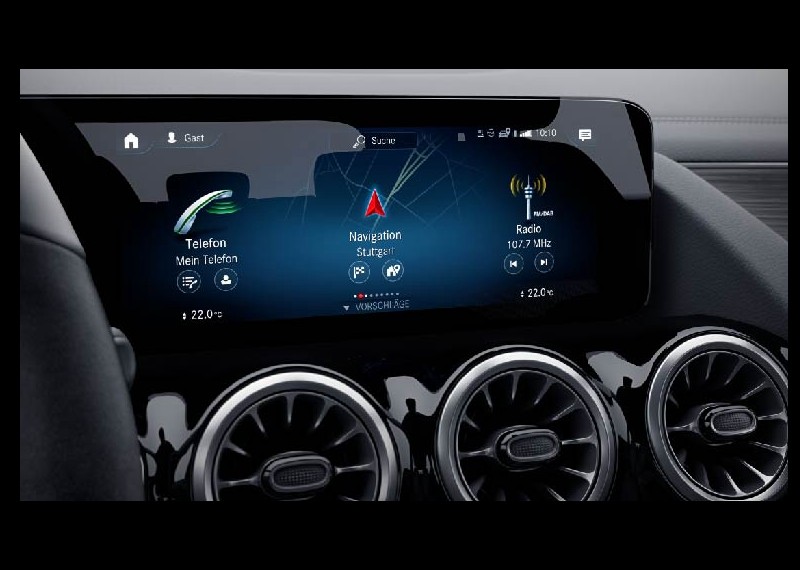 Gast
Suche
10:10
Telefon
Mein Telefon
Navigation
Stuttgart
Radio
107.7 MHz
22.0°C
VORSCHLÄGE
22.0°C